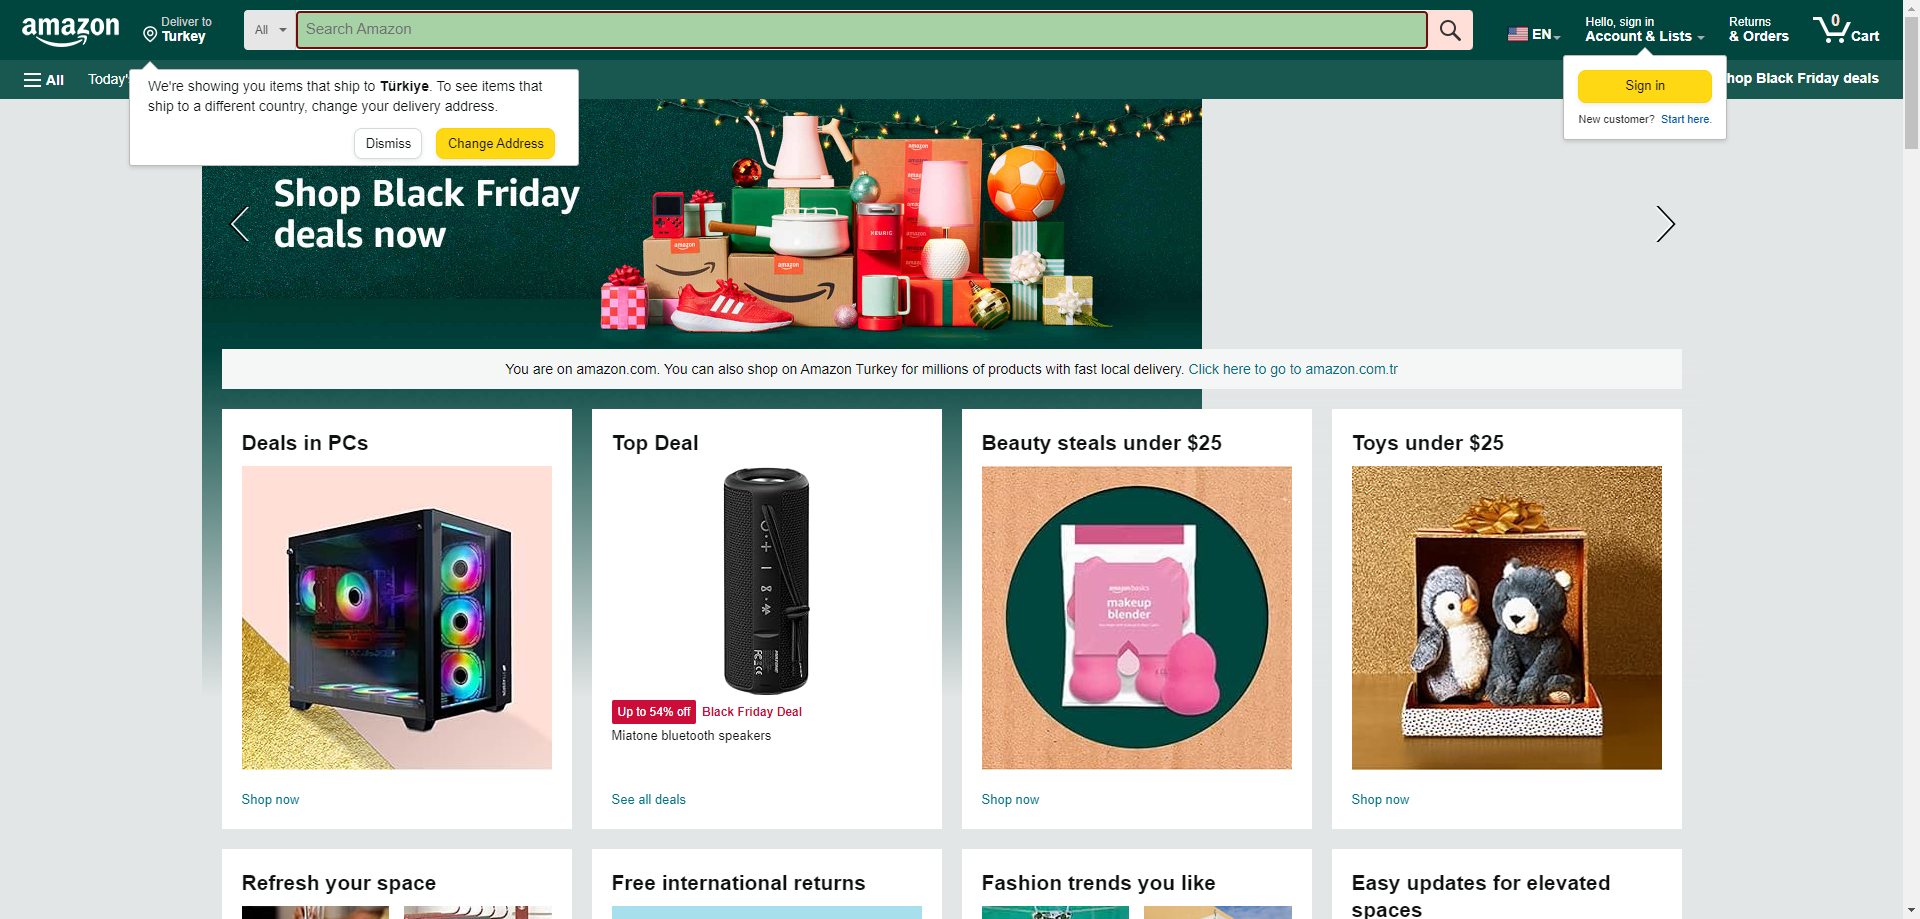 amazon
Deliver to
Turkey
All
Search Amazon
EN
Hello, sign in
Account & Lists
Returns
& Orders
0
Cart
All
Today'
hop Black Friday deals
We're showing you items that ship to Türkiye. To see items that
ship to a different country, change your delivery address.
Dismiss
Change Address
Sign in
New customer? Start here.
Shop Black Friday
deals now
amazon
amazon
amazon
KEURIG
You are on amazon.com. You can also shop on Amazon Turkey for millions of products with fast local delivery. Click here to go to amazon.com.tr
Deals in PCs
Shop now
Top Deal
Up to 54% off
Black Friday Deal
Miatone bluetooth speakers
See all deals
Beauty steals under $25
amazonbasics
makeup
blender
Shop now
Toys under $25
Shop now
Refresh your space
Free international returns
Fashion trends you like
Easy updates for elevated
spaces